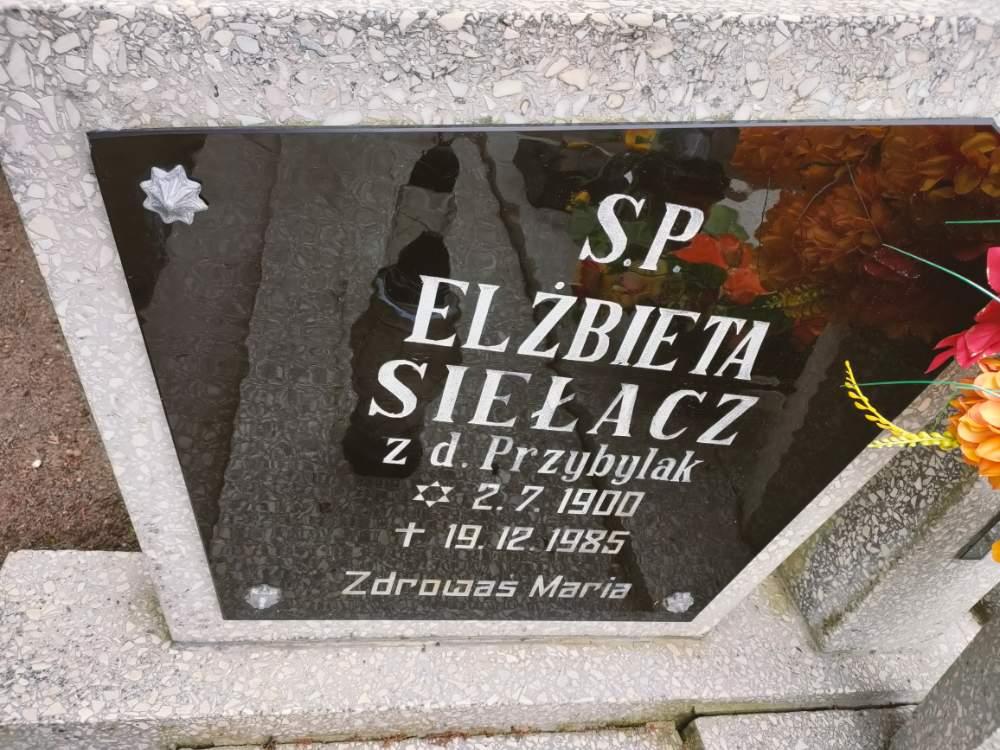 Ś.P.
ELŻBIETA
SIEŁACZ
z d. Przybylak
✡ 2.7.1900
✝ 19.12.1985
Zdrowaś Maria